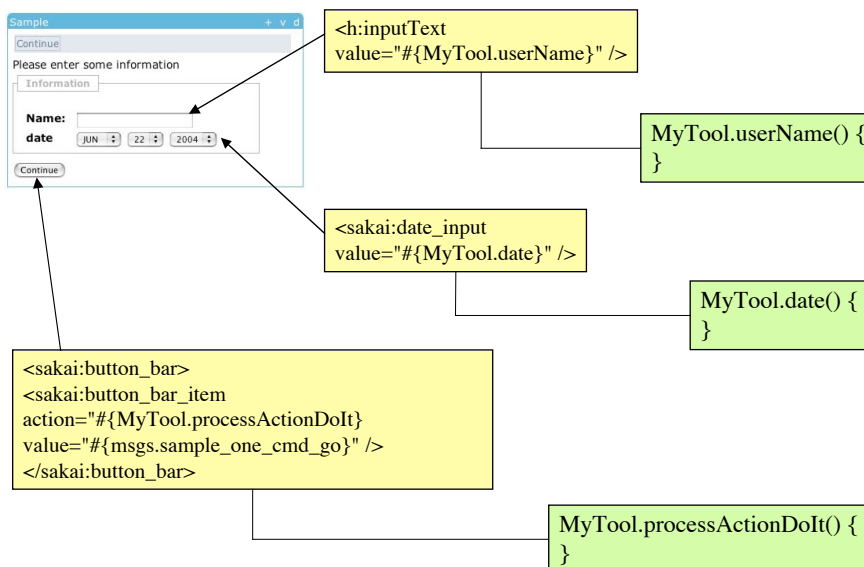 Sample + v d
Continue
Please enter some information
Information
Name:
date JUN 22 2004
Continue
<h:inputText
value="#{MyTool.userName}" />
MyTool.userName() {
}
<sakai:date_input
value="#{MyTool.date}" />
MyTool.date() {
}
<sakai:button_bar>
<sakai:button_bar_item
action="#{MyTool.processActionDoIt}
value="#{msgs.sample_one_cmd_go}" />
</sakai:button_bar>
MyTool.processActionDoIt() {
}